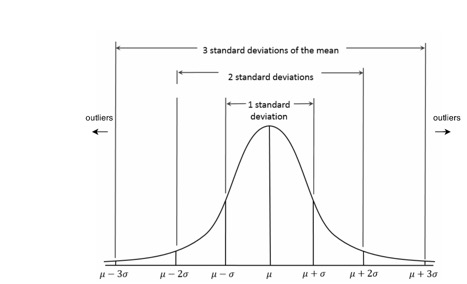 3 standard deviations of the mean
2 standard deviations
1 standard
deviation
outliers
outliers
μ − 3σ
μ − 2σ
μ − σ
μ
μ + σ
μ + 2σ
μ + 3σ